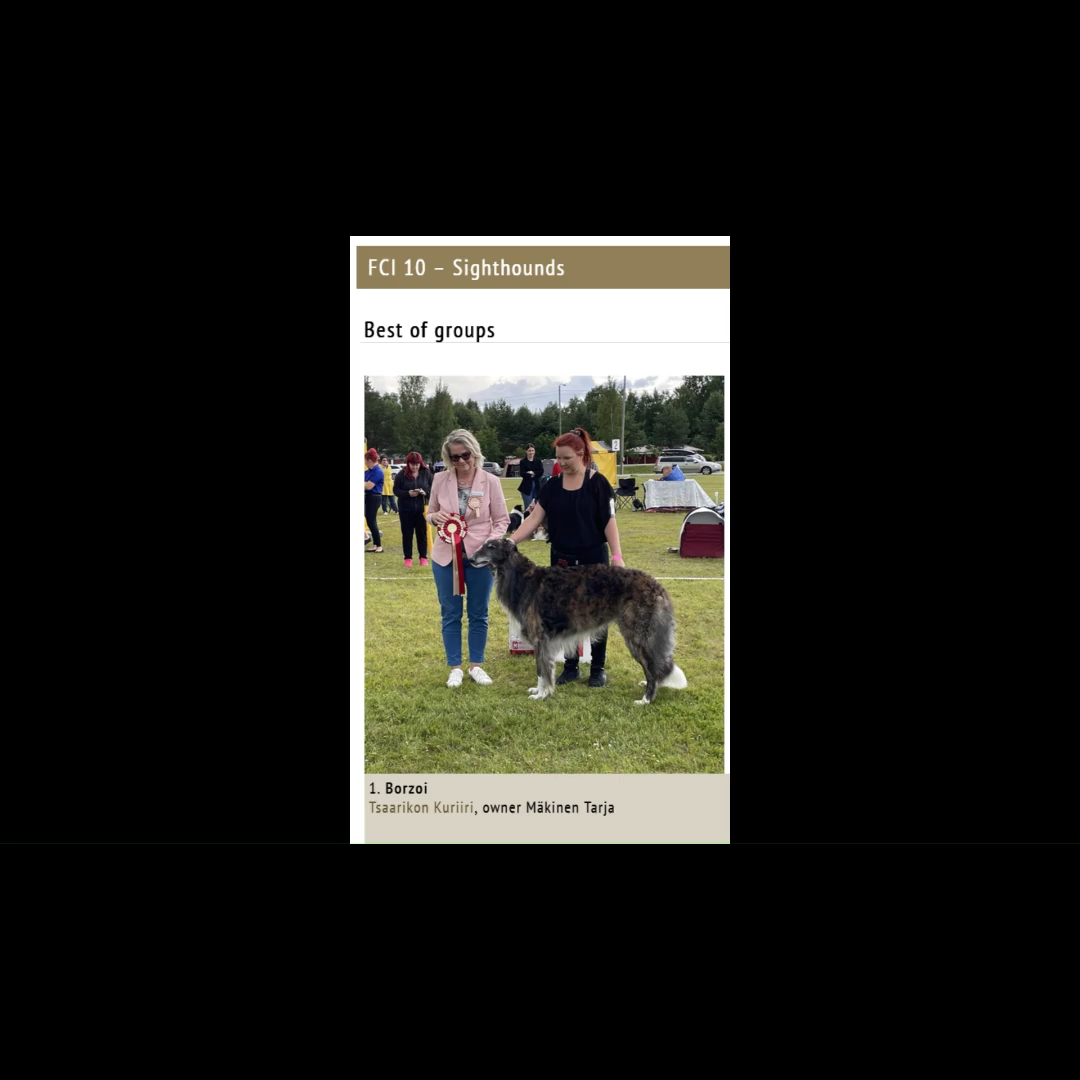 FCI 10 – Sighthounds
Best of groups
1. Borzoi
Tsaarikon Kuriiri, owner Mäkinen Tarja